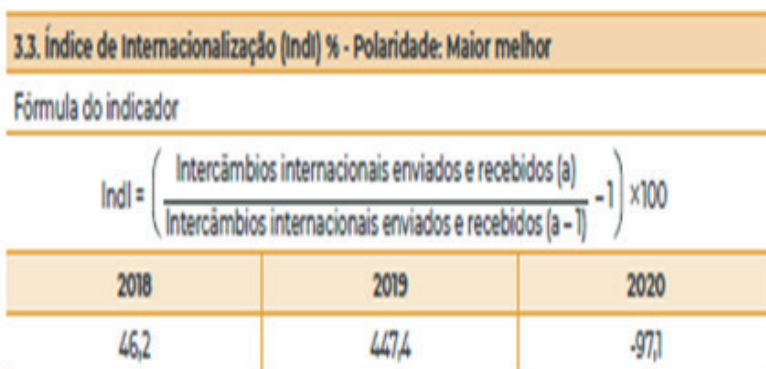 3.3. Índice de Internacionalização (IndI) % - Polaridade: Maior melhor
Fórmula do indicador
IndI = ( Intercâmbios internacionais enviados e recebidos (a) / Intercâmbios internacionais enviados e recebidos (a – 1) – 1 ) ×100
2018 2019 2020
46,2 447,4 -97,1